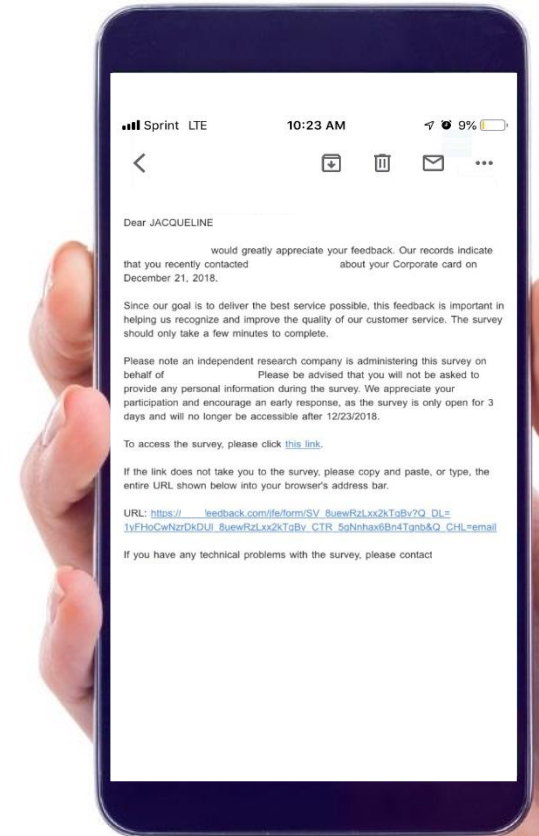 Sprint LTE 10:23 AM 9%
Dear JACQUELINE
would greatly appreciate your feedback. Our records indicate
that you recently contacted about your Corporate card on
December 21, 2018.
Since our goal is to deliver the best service possible, this feedback is important in
helping us recognize and improve the quality of our customer service. The survey
should only take a few minutes to complete.
Please note an independent research company is administering this survey on
behalf of Please be advised that you will not be asked to
provide any personal information during the survey. We appreciate your
participation and encourage an early response, as the survey is only open for 3
days and will no longer be accessible after 12/23/2018.
To access the survey, please click this link.
If the link does not take you to the survey, please copy and paste, or type, the
entire URL shown below into your browser's address bar.
URL: https:// eedback.com/jfe/form/SV_8uewRzLxx2kTqBv?Q_DL=
1yFHoCwNzrDkDUl_8uewRzLxx2kTqBv_CTR_5gNnhax6Bn4Tgnb&Q_CHL=email
If you have any technical problems with the survey, please contact